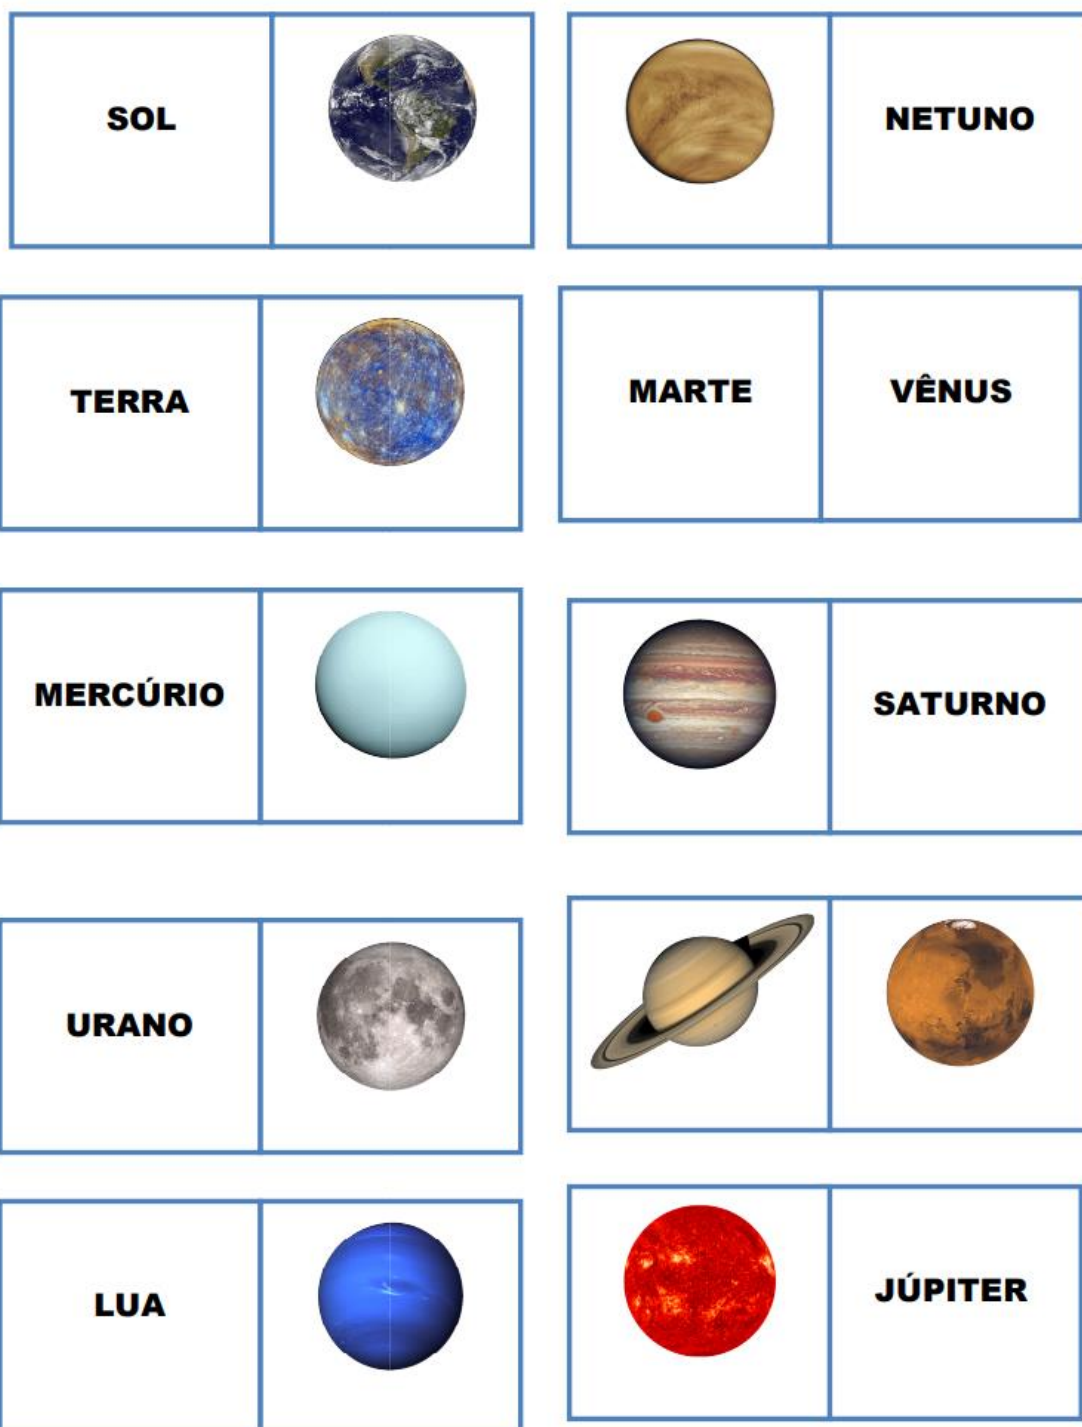 SOL
NETUNO
TERRA
MARTE
VÊNUS
MERCÚRIO
SATURNO
URANO
LUA
JÚPITER